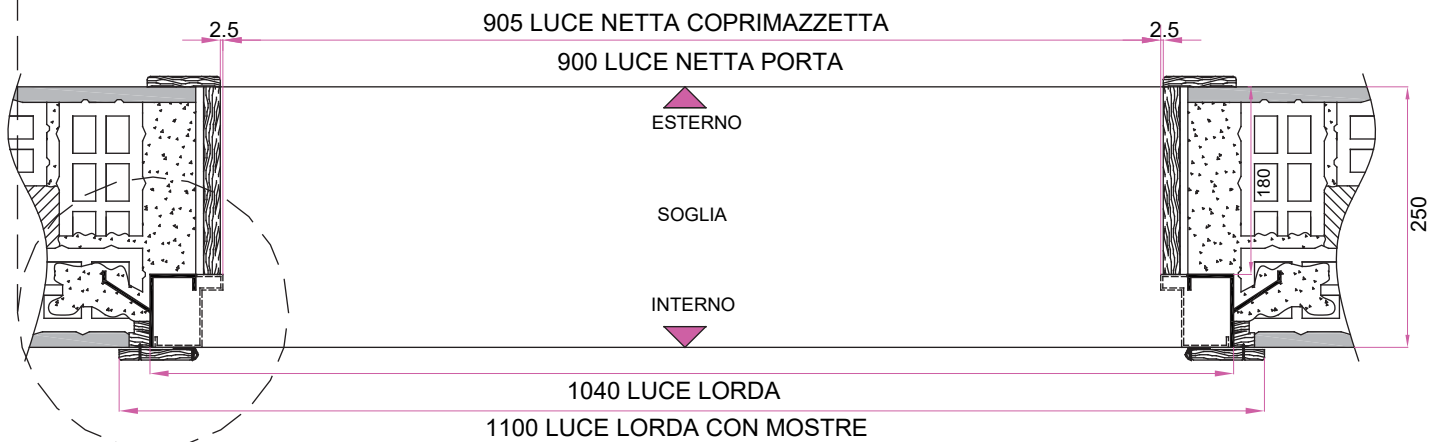 905 LUCE NETTA COPRIMAZZETTA
2.5
2.5
900 LUCE NETTA PORTA
ESTERNO
180
250
SOGLIA
INTERNO
1040 LUCE LORDA
1100 LUCE LORDA CON MOSTRE